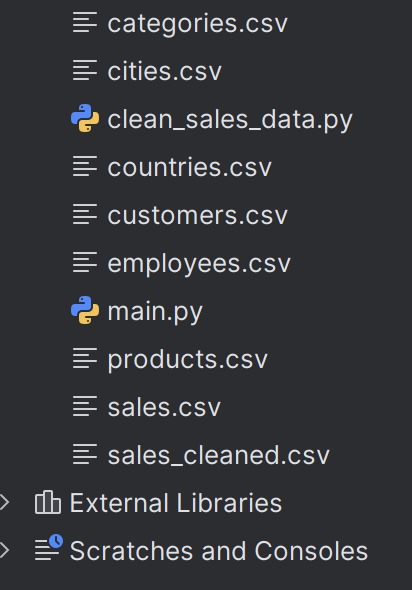 categories.csv
cities.csv
clean_sales_data.py
countries.csv
customers.csv
employees.csv
main.py
products.csv
sales.csv
sales_cleaned.csv
External Libraries
Scratches and Consoles